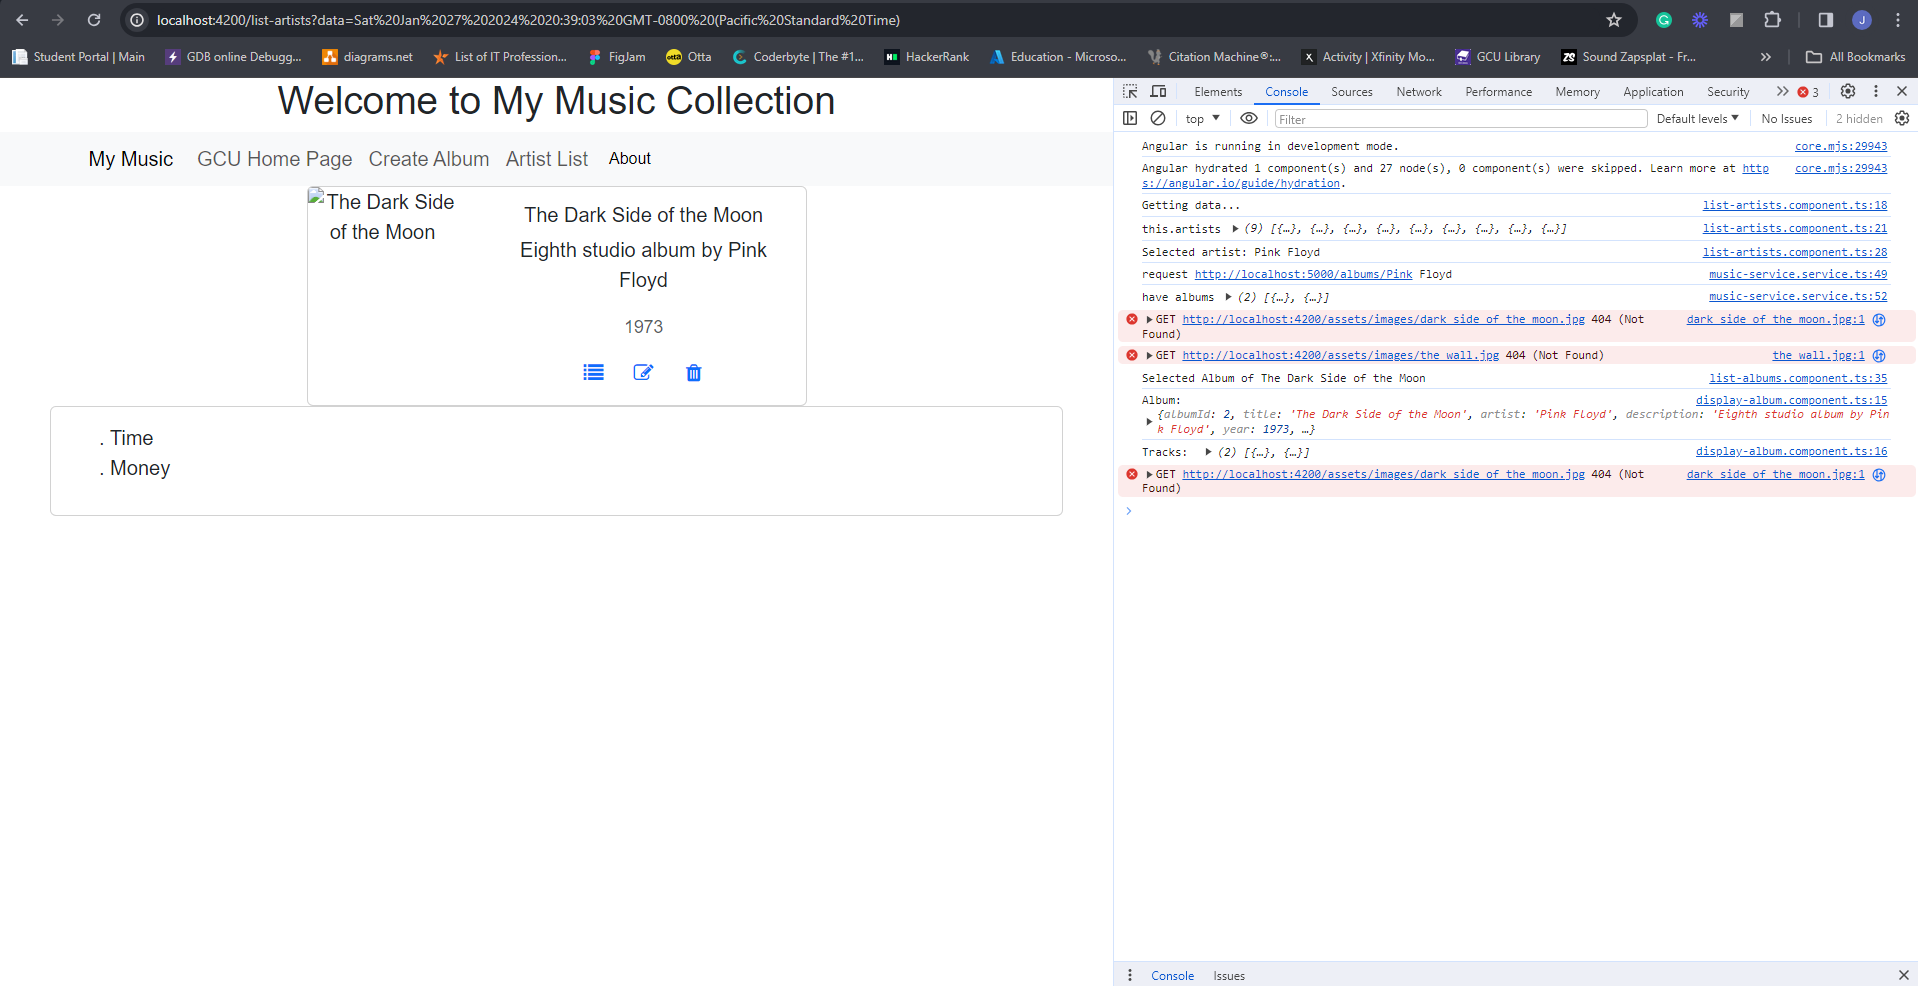 localhost:4200/list-artists?data=Sat%20Jan%2027%202024%2020:39:03%20GMT-0800%20(Pacific%20Standard%20Time)
G
J
Student Portal | Main
GDB online Debugg...
diagrams.net
List of IT Profession...
FigJam
otta
Otta
Coderbyte | The #1...
HackerRank
Education - Microso...
Citation Machine®:...
X
Activity | Xfinity Mo...
GCU Library
ZS
Sound Zapsplat - Fr...
»
All Bookmarks
Welcome to My Music Collection
My Music
GCU Home Page
Create Album
Artist List
About
The Dark Side
of the Moon
The Dark Side of the Moon
Eighth studio album by Pink
Floyd
1973
. Time
. Money
Elements
Console
Sources
Network
Performance
Memory
Application
Security
»
3
top
Filter
Default levels
No Issues
2 hidden
Angular is running in development mode. core.mjs:29943
Angular hydrated 1 component(s) and 27 node(s), 0 component(s) were skipped. Learn more at http core.mjs:29943
s://angular.io/guide/hydration.
Getting data... list-artists.component.ts:18
this.artists (9) [{…}, {…}, {…}, {…}, {…}, {…}, {…}, {…}, {…}] list-artists.component.ts:21
Selected artist: Pink Floyd list-artists.component.ts:28
request http://localhost:5000/albums/Pink Floyd music-service.service.ts:49
have albums (2) [{…}, {…}] music-service.service.ts:52
GET http://localhost:4200/assets/images/dark side of the moon.jpg 404 (Not dark side of the moon.jpg:1
Found)
GET http://localhost:4200/assets/images/the wall.jpg 404 (Not Found) the wall.jpg:1
Selected Album of The Dark Side of the Moon list-albums.component.ts:35
Album: display-album.component.ts:15
{albumId: 2, title: 'The Dark Side of the Moon', artist: 'Pink Floyd', description: 'Eighth studio album by Pin
k Floyd', year: 1973, …}
Tracks: (2) [{…}, {…}] display-album.component.ts:16
GET http://localhost:4200/assets/images/dark side of the moon.jpg 404 (Not dark side of the moon.jpg:1
Found)
Console
Issues